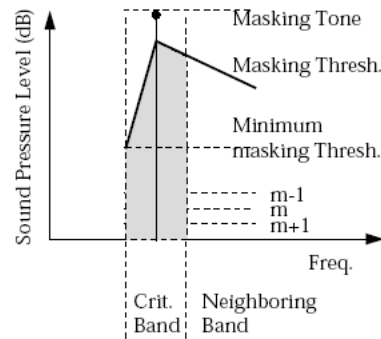 Sound Pressure Level (dB)
Masking Tone
Masking Thresh.
Minimum
masking Thresh.
m-1
m
m+1
Freq.
Crit.
Band
Neighboring
Band